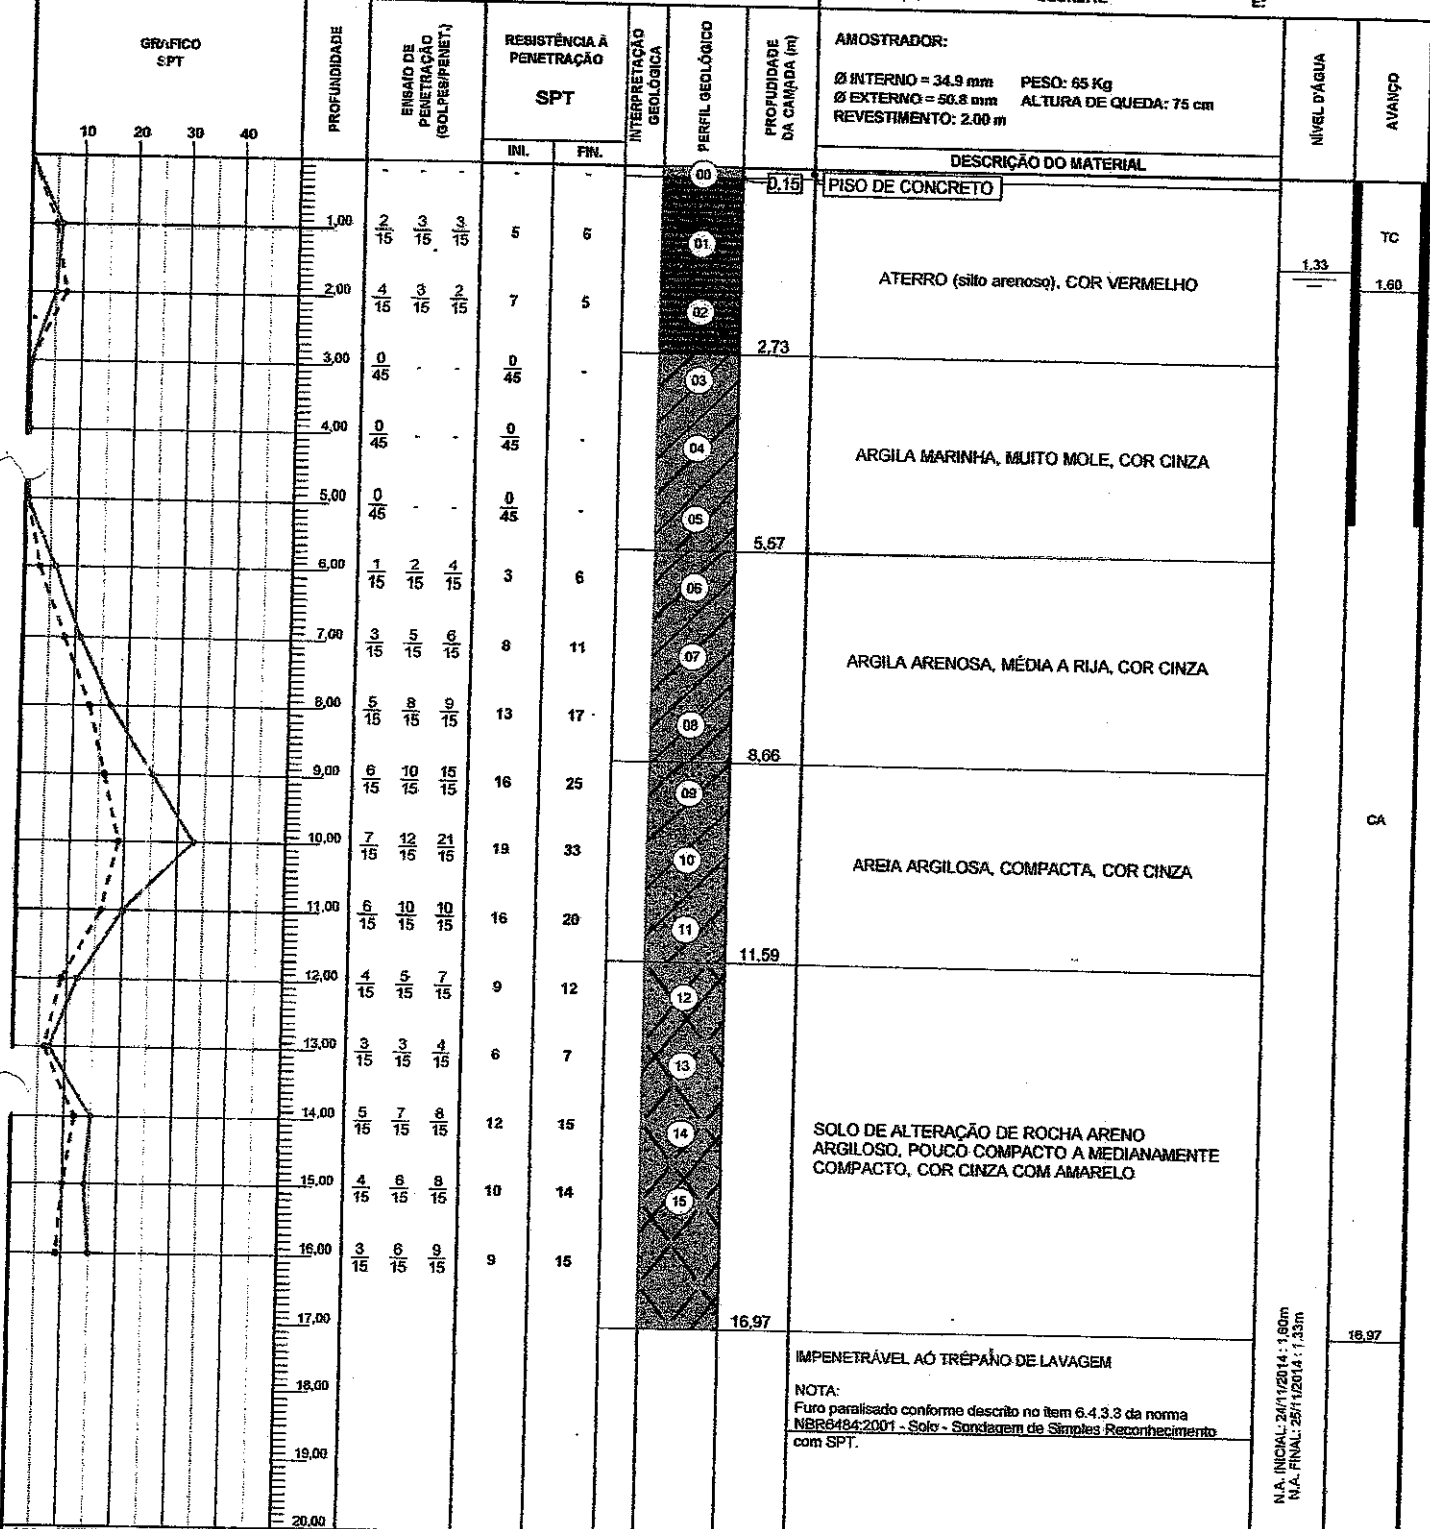 GRÁFICO
SPT
10 20 30 40
PROFUNDIDADE
ENSAIO DE
PENETRAÇÃO
(GOLPES/PENET.)
RESISTÊNCIA À
PENETRAÇÃO
SPT
INI. FIN.
INTERPRETAÇÃO
GEOLÓGICA
PERFIL GEOLÓGICO
PROFUDIDADE
DA CAMADA (m)
AMOSTRADOR:
Ø INTERNO = 34.9 mm PESO: 65 Kg
Ø EXTERNO = 50.8 mm ALTURA DE QUEDA: 75 cm
REVESTIMENTO: 2.00 m
DESCRIÇÃO DO MATERIAL
NÍVEL D'ÁGUA
AVANÇO
- - - - - 00
0,15 PISO DE CONCRETO
1,00 2/15 3/15 3/15 5 6 01
TC
ATERRO (silto arenoso), COR VERMELHO
1,33
1,60
2,00 4/15 3/15 2/15 7 5 02
2,73
3,00 0/45 - - 0/45 - 03
4,00 0/45 - - 0/45 - 04
ARGILA MARINHA, MUITO MOLE, COR CINZA
5,00 0/45 - - 0/45 - 05
5,67
6,00 1/15 2/15 4/15 3 6 06
7,00 3/15 5/15 6/15 8 11 07
ARGILA ARENOSA, MÉDIA A RIJA, COR CINZA
8,00 5/15 8/15 9/15 13 17 08
8,66
9,00 6/15 10/15 15/15 16 25 09
CA
10,00 7/15 12/15 21/15 19 33 10
AREIA ARGILOSA, COMPACTA, COR CINZA
11,00 6/15 10/15 10/15 16 20 11
11,59
12,00 4/15 5/15 7/15 9 12 12
13,00 3/15 3/15 4/15 6 7 13
14,00 5/15 7/15 8/15 12 15 14
SOLO DE ALTERAÇÃO DE ROCHA ARENO
ARGILOSO, POUCO COMPACTO A MEDIANAMENTE
COMPACTO, COR CINZA COM AMARELO
15,00 4/15 6/15 8/15 10 14 15
16,00 3/15 6/15 9/15 9 15
17,00
16,97
16,97
IMPENETRÁVEL AO TRÉPANO DE LAVAGEM
18,00
NOTA:
Furo paralisado conforme descrito no item 6.4.3.3 da norma
NBR6484:2001 - Solo - Sondagem de Simples Reconhecimento
com SPT.
19,00
20,00
N.A. INICIAL: 24/11/2014 : 1,60m
N.A. FINAL: 25/11/2014 : 1,33m